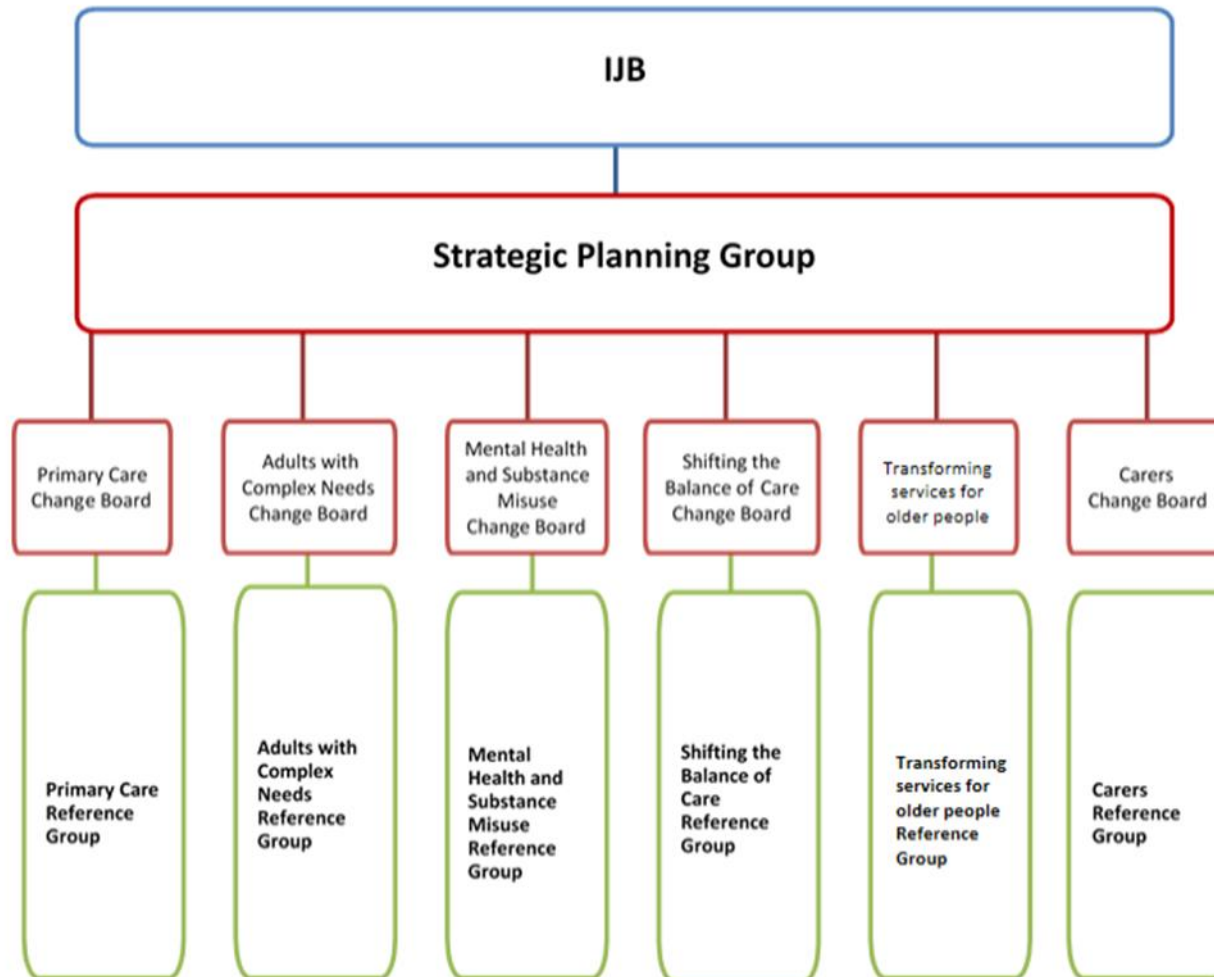 IJB
Strategic Planning Group
Primary Care
Change Board
Adults with
Complex Needs
Change Board
Mental Health
and Substance
Misuse
Change Board
Shifting the
Balance of Care
Change Board
Transforming
services for
older people
Carers
Change Board
Primary Care
Reference
Group
Adults with
Complex
Needs
Reference
Group
Mental
Health and
Substance
Misuse
Reference
Group
Shifting the
Balance of
Care
Reference
Group
Transforming
services for
older people
Reference
Group
Carers
Reference
Group